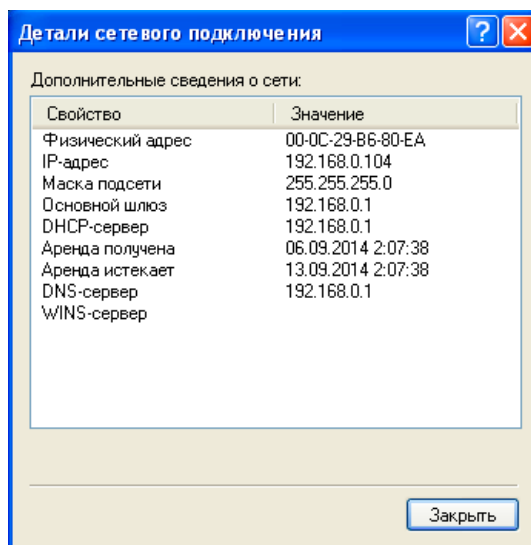 Детали сетевого подключения
Дополнительные сведения о сети:
Свойство Значение
Физический адрес 00-0C-29-B6-80-EA
IP-адрес 192.168.0.104
Маска подсети 255.255.255.0
Основной шлюз 192.168.0.1
DHCP-сервер 192.168.0.1
Аренда получена 06.09.2014 2:07:38
Аренда истекает 13.09.2014 2:07:38
DNS-сервер 192.168.0.1
WINS-сервер
Закрыть